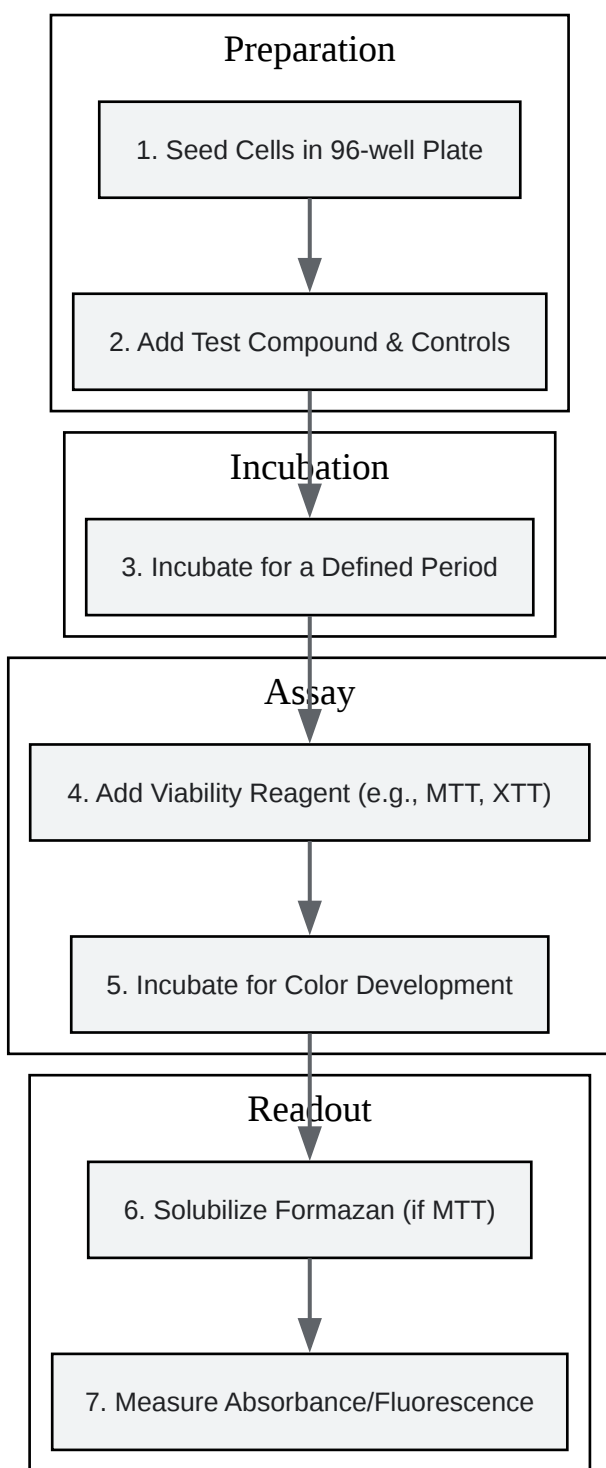 Preparation
1. Seed Cells in 96-well Plate
2. Add Test Compound & Controls
Incubation
3. Incubate for a Defined Period
Assay
4. Add Viability Reagent (e.g., MTT, XTT)
5. Incubate for Color Development
Readout
6. Solubilize Formazan (if MTT)
7. Measure Absorbance/Fluorescence